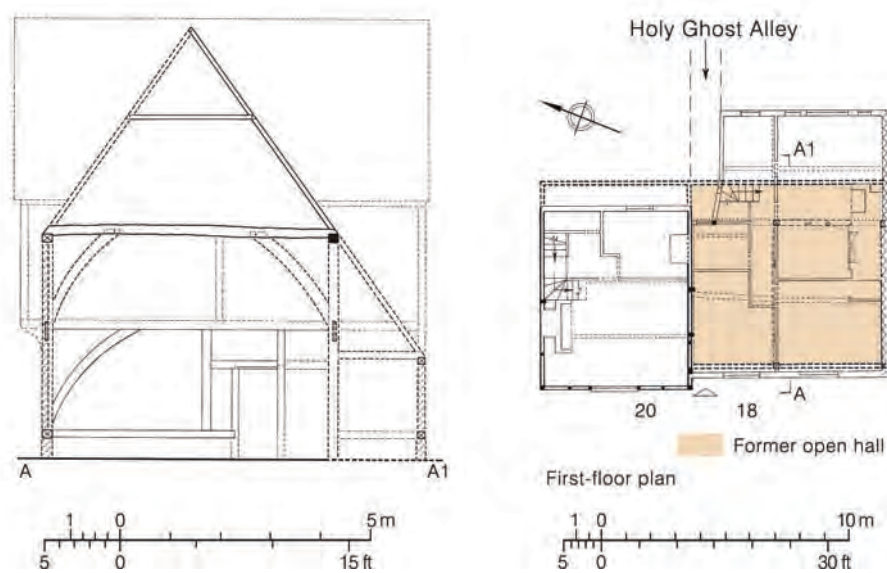 Holy Ghost Alley
A1
A
20
18
Former open hall
First-floor plan
A
A1
1 0 5 m
5 0 15 ft
1 0 10 m
5 0 30 ft